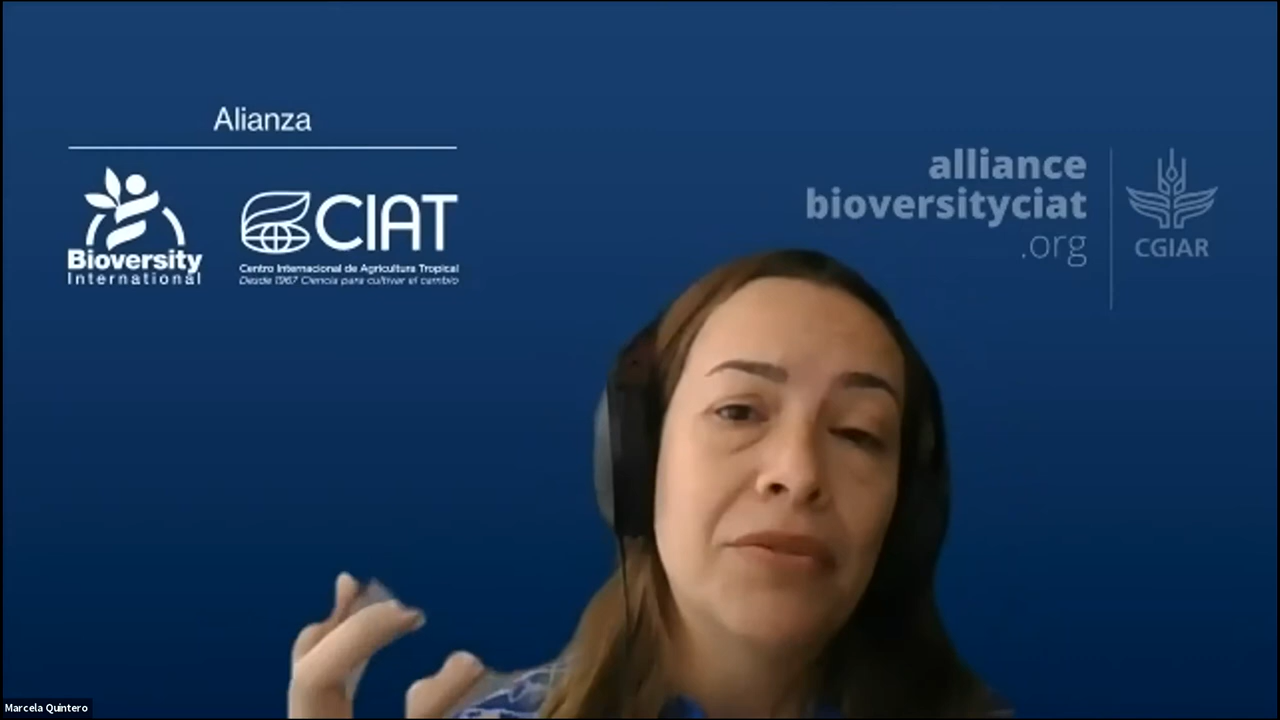 Alianza
Bioversity
International
CIAT
Centro Internacional de Agricultura Tropical
Desde 1967 Ciencia para cultivar el cambio
alliance
bioversityciat
.org
CGIAR
Marcela Quintero